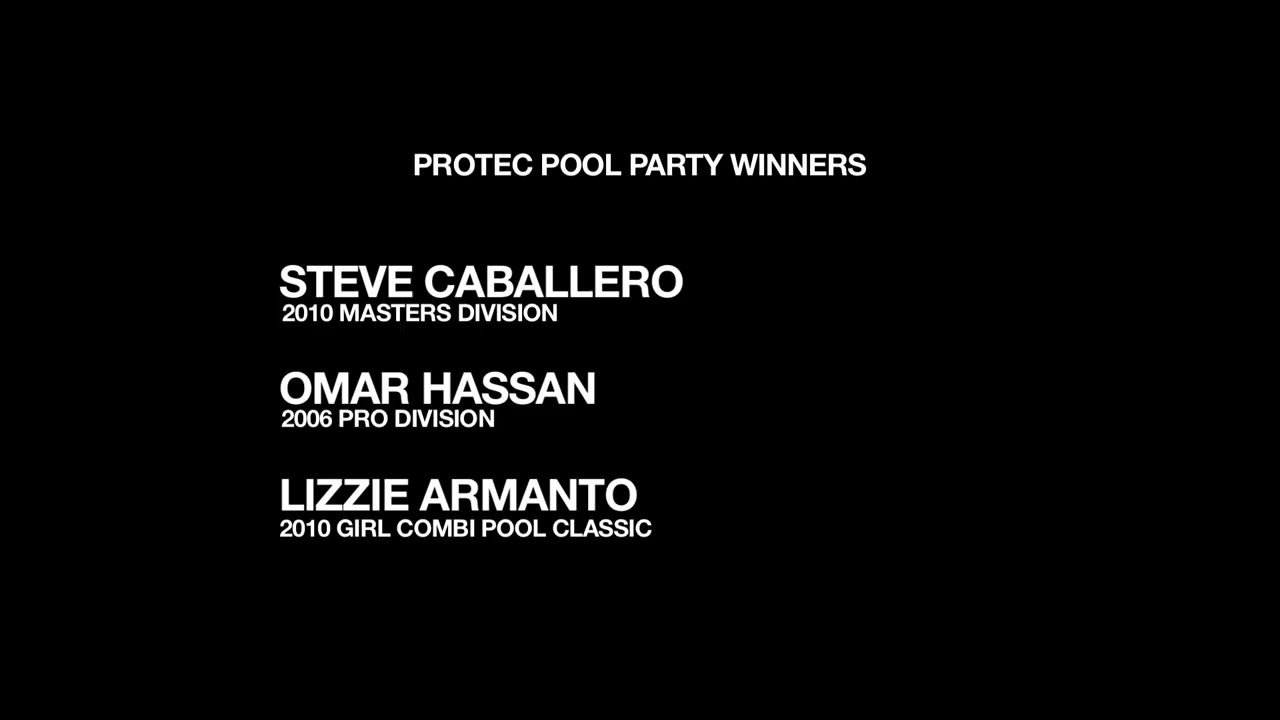 PROTEC POOL PARTY WINNERS
STEVE CABALLERO
2010 MASTERS DIVISION
OMAR HASSAN
2006 PRO DIVISION
LIZZIE ARMANTO
2010 GIRL COMBI POOL CLASSIC